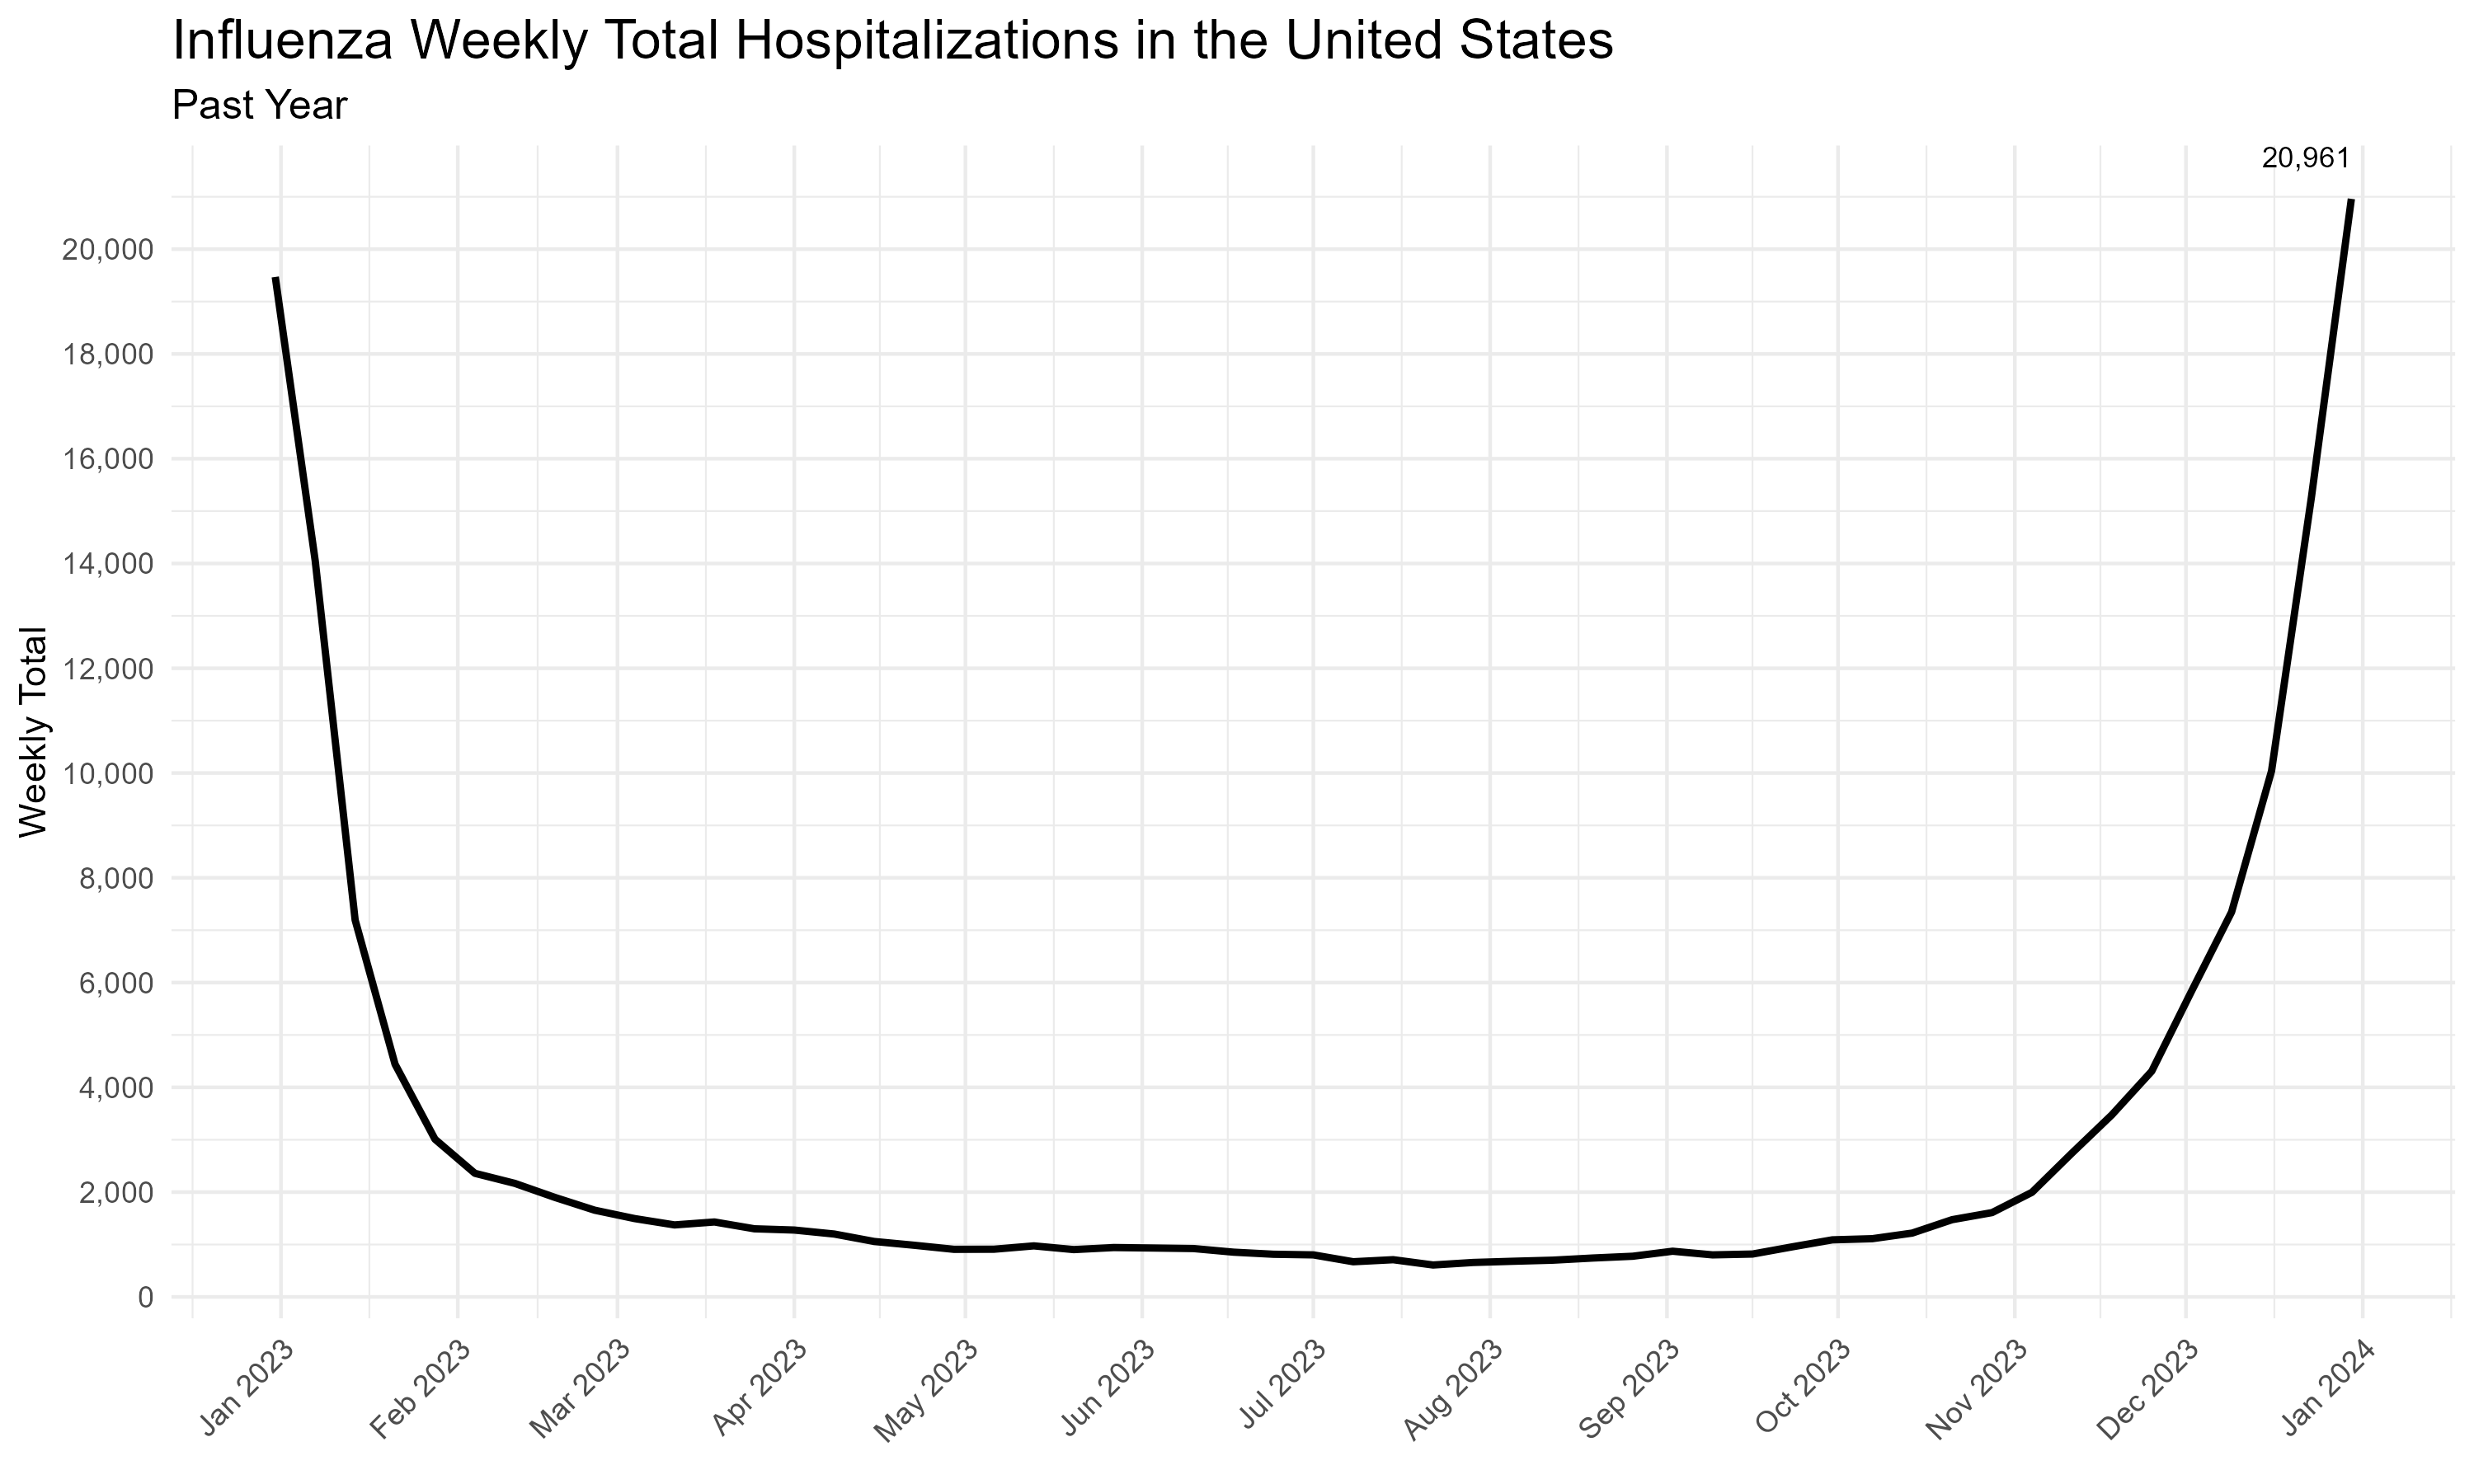 Influenza Weekly Total Hospitalizations in the United States
Past Year
20,961
20,000
18,000
16,000
14,000
12,000
10,000
8,000
6,000
4,000
2,000
0
Weekly Total
Jan 2023
Feb 2023
Mar 2023
Apr 2023
May 2023
Jun 2023
Jul 2023
Aug 2023
Sep 2023
Oct 2023
Nov 2023
Dec 2023
Jan 2024